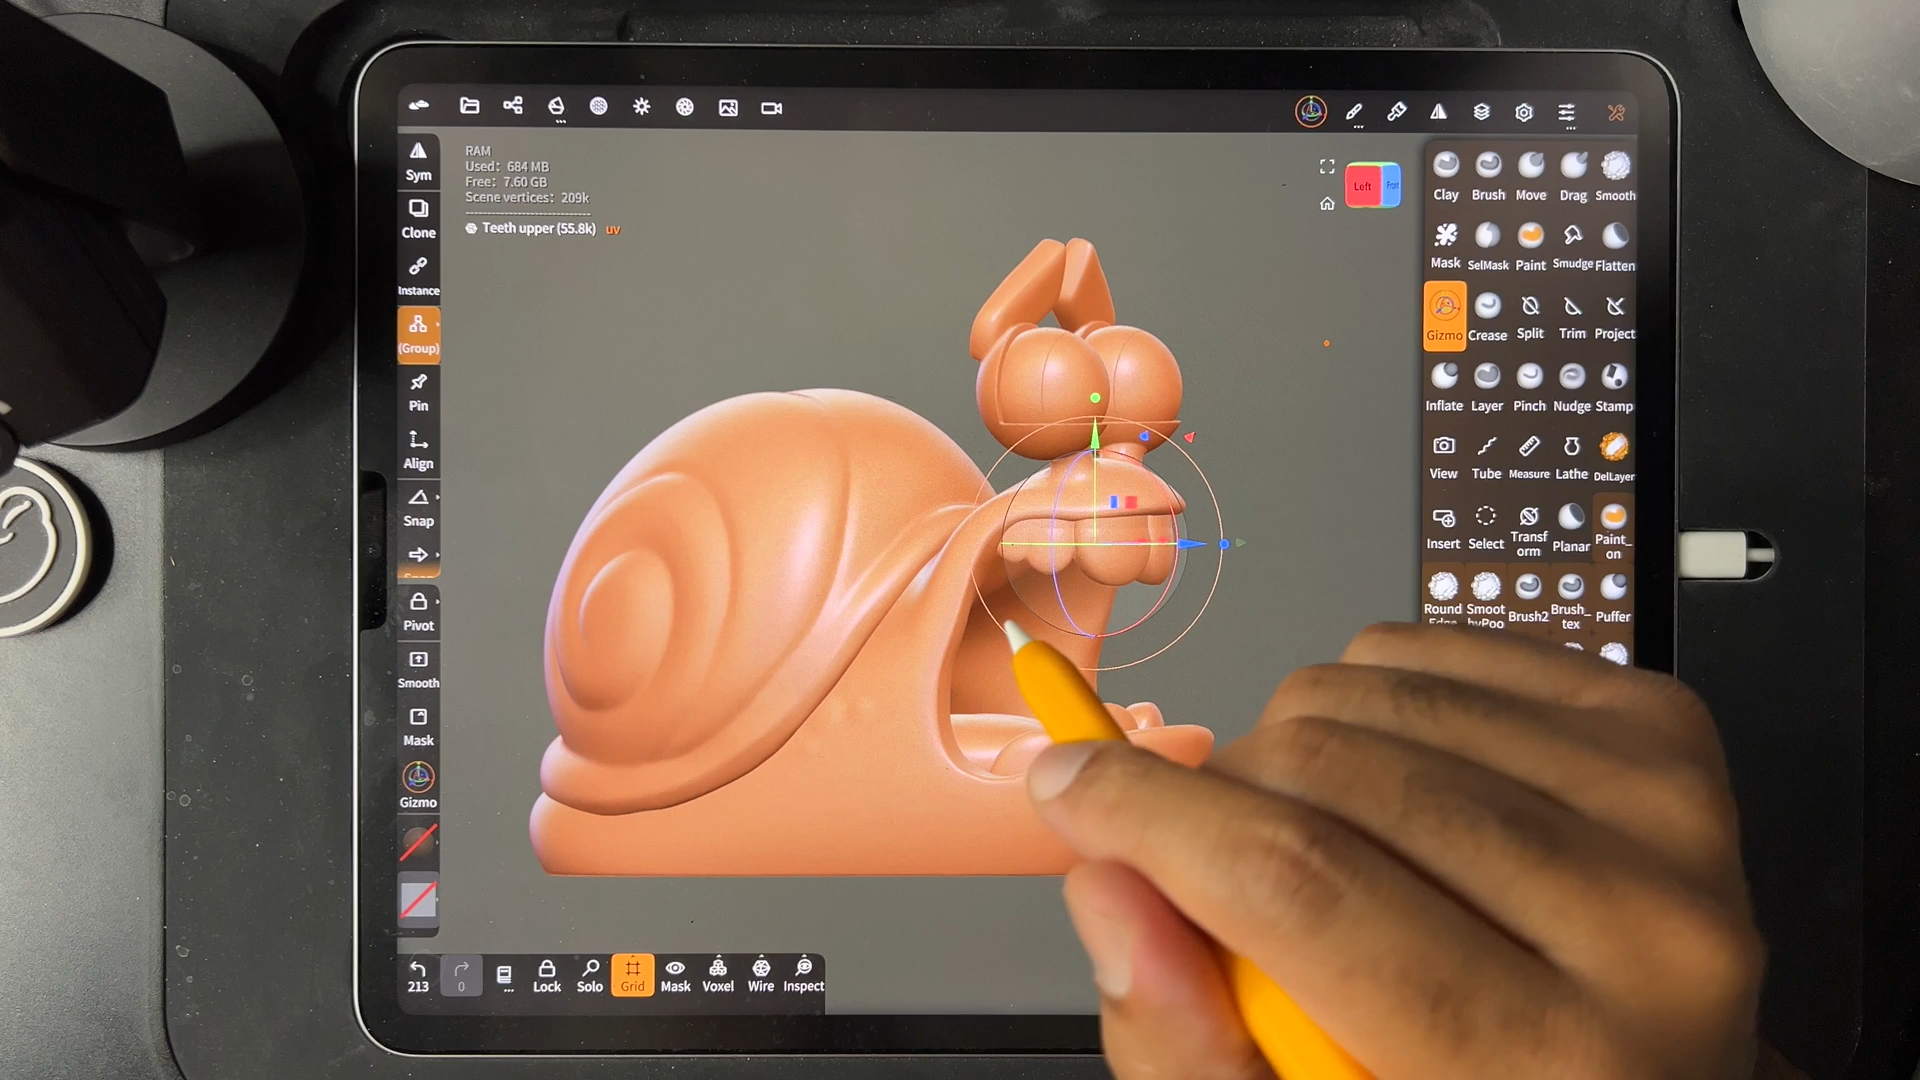 RAM
Used: 684 MB
Free: 7.60 GB
Scene vertices: 209k
Teeth upper (55.8k) uv
Sym
Clone
Instance
(Group)
Pin
Align
Snap
Pivot
Smooth
Mask
Gizmo
Left Front
Clay Brush Move Drag Smooth
Mask SelMask Paint Smudge Flatten
Gizmo Crease Split Trim Project
Inflate Layer Pinch Nudge Stamp
View Tube Measure Lathe DelLayer
Insert Select Transf
orm Planar Paint_
on
Round
Edge Smoot
hyPoo Brush2 Brush_
tex Puffer
213 0 ... Lock Solo Grid Mask Voxel Wire Inspect